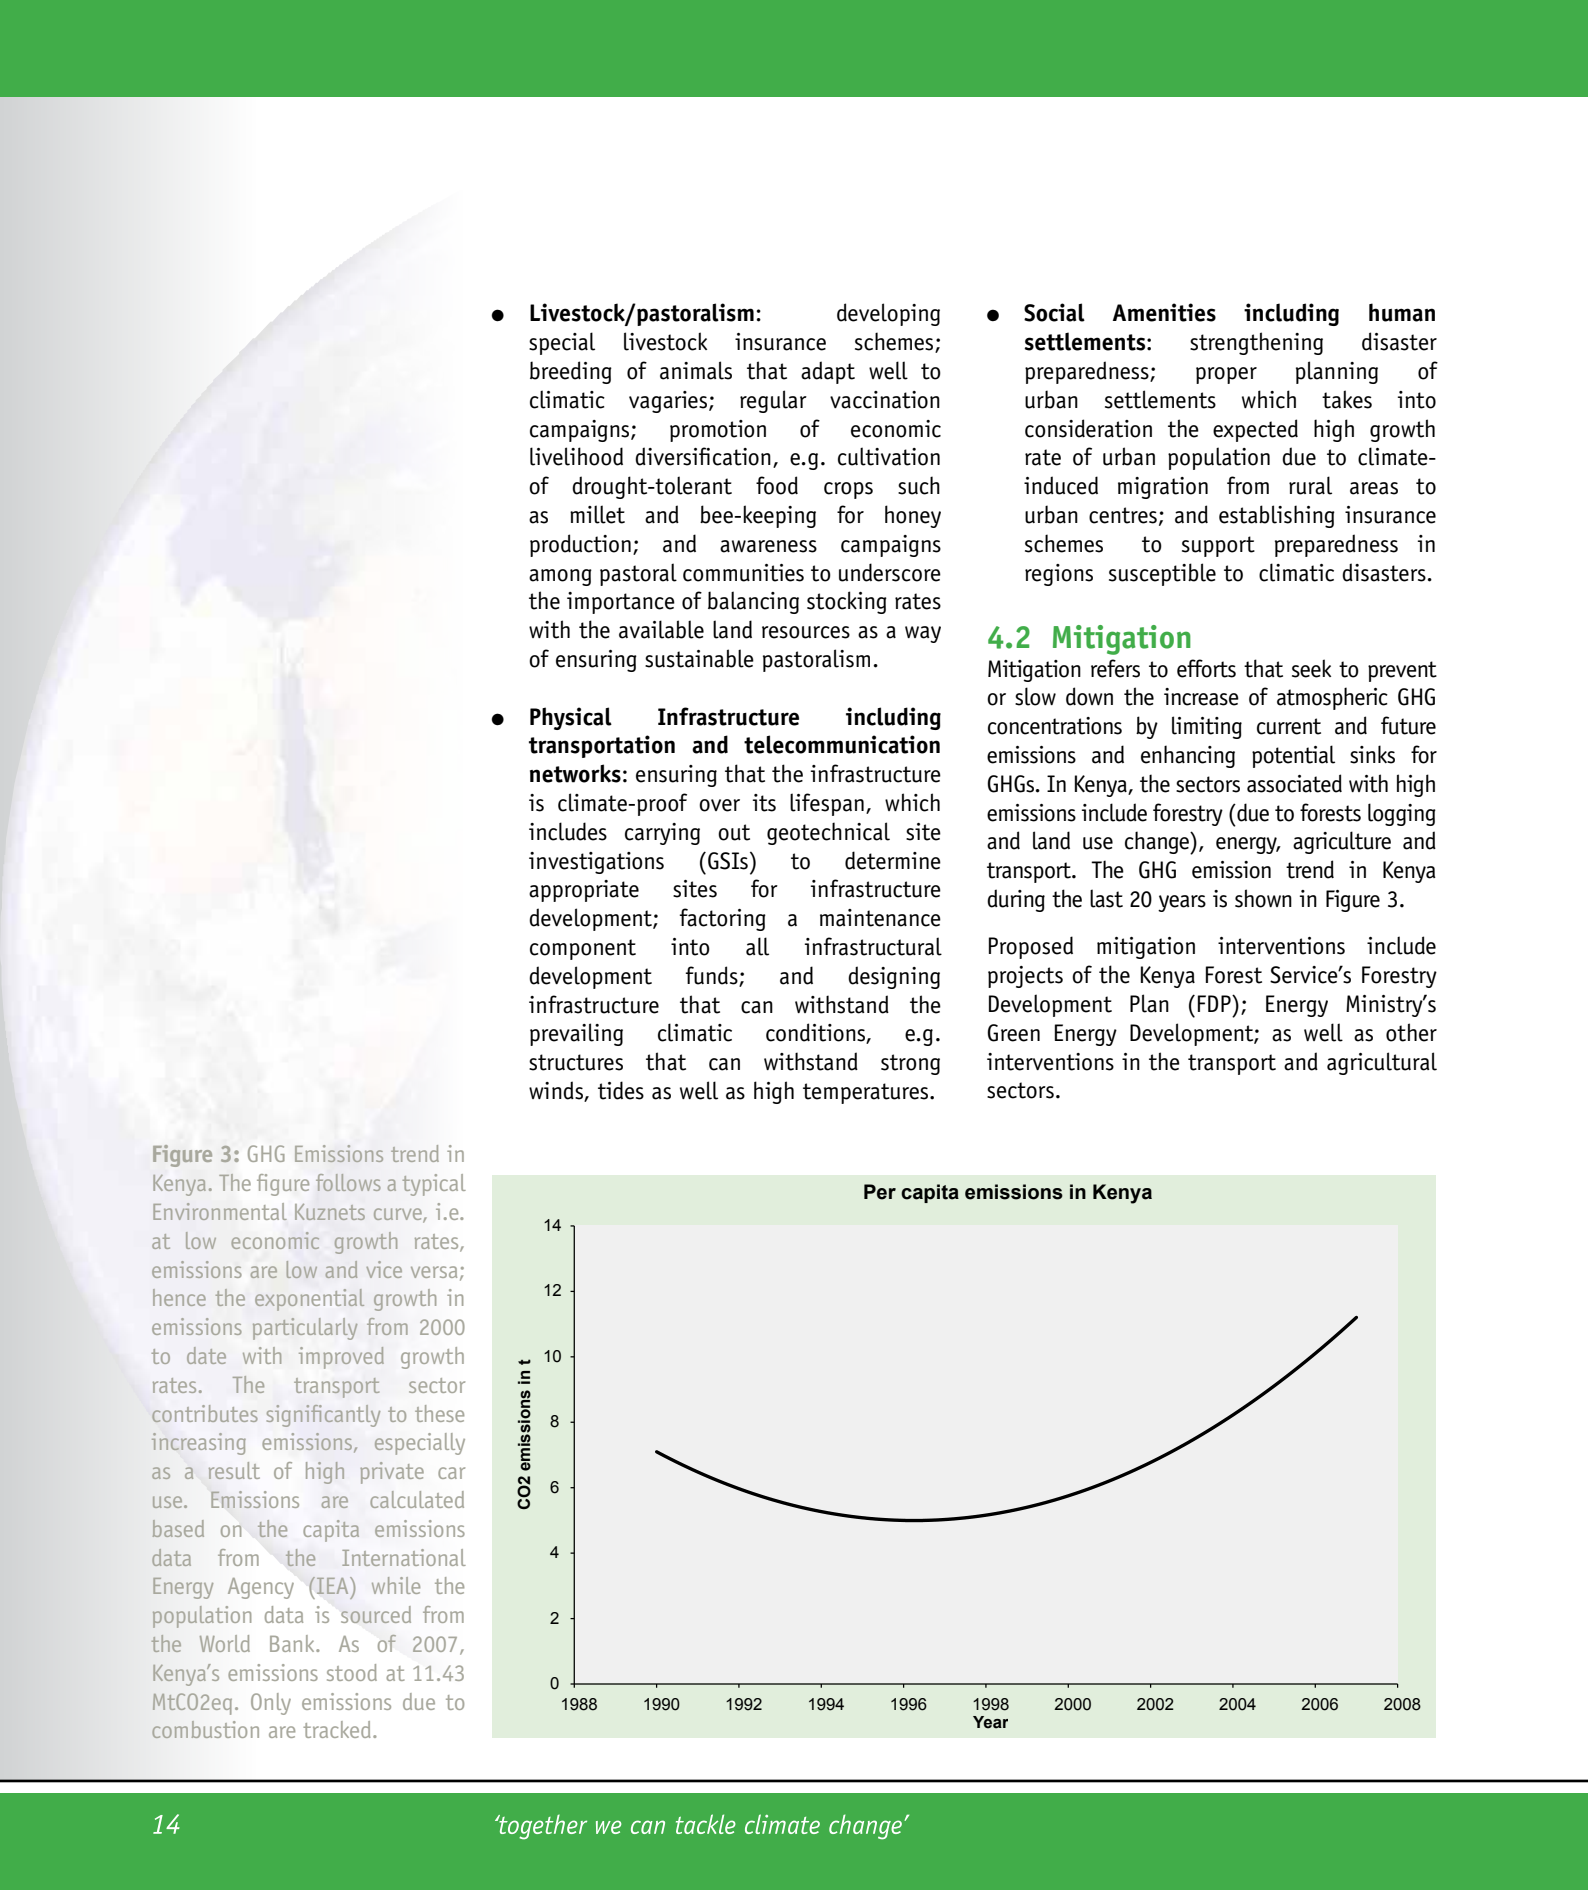 ● Livestock/pastoralism: developing
special livestock insurance schemes;
breeding of animals that adapt well to
climatic vagaries; regular vaccination
campaigns; promotion of economic
livelihood diversification, e.g. cultivation
of drought-tolerant food crops such
as millet and bee-keeping for honey
production; and awareness campaigns
among pastoral communities to underscore
the importance of balancing stocking rates
with the available land resources as a way
of ensuring sustainable pastoralism.
● Physical Infrastructure including
transportation and telecommunication
networks: ensuring that the infrastructure
is climate-proof over its lifespan, which
includes carrying out geotechnical site
investigations (GSIs) to determine
appropriate sites for infrastructure
development; factoring a maintenance
component into all infrastructural
development funds; and designing
infrastructure that can withstand the
prevailing climatic conditions, e.g.
structures that can withstand strong
winds, tides as well as high temperatures.
● Social Amenities including human
settlements: strengthening disaster
preparedness; proper planning of
urban settlements which takes into
consideration the expected high growth
rate of urban population due to climate-
induced migration from rural areas to
urban centres; and establishing insurance
schemes to support preparedness in
regions susceptible to climatic disasters.
4.2 Mitigation
Mitigation refers to efforts that seek to prevent
or slow down the increase of atmospheric GHG
concentrations by limiting current and future
emissions and enhancing potential sinks for
GHGs. In Kenya, the sectors associated with high
emissions include forestry (due to forests logging
and land use change), energy, agriculture and
transport. The GHG emission trend in Kenya
during the last 20 years is shown in Figure 3.
Proposed mitigation interventions include
projects of the Kenya Forest Service's Forestry
Development Plan (FDP); Energy Ministry's
Green Energy Development; as well as other
interventions in the transport and agricultural
sectors.
Figure 3: GHG Emissions trend in
Kenya. The figure follows a typical
Environmental Kuznets curve, i.e.
at low economic growth rates,
emissions are low and vice versa;
hence the exponential growth in
emissions particularly from 2000
to date with improved growth
rates. The transport sector
contributes significantly to these
increasing emissions, especially
as a result of high private car
use. Emissions are calculated
based on the capita emissions
data from the International
Energy Agency (IEA) while the
population data is sourced from
the World Bank. As of 2007,
Kenya's emissions stood at 11.43
MtCO2eq. Only emissions due to
combustion are tracked.
Per capita emissions in Kenya
CO2 emissions in t
14
12
10
8
6
4
2
0
1988 1990 1992 1994 1996 1998 2000 2002 2004 2006 2008
Year
14
'together we can tackle climate change'